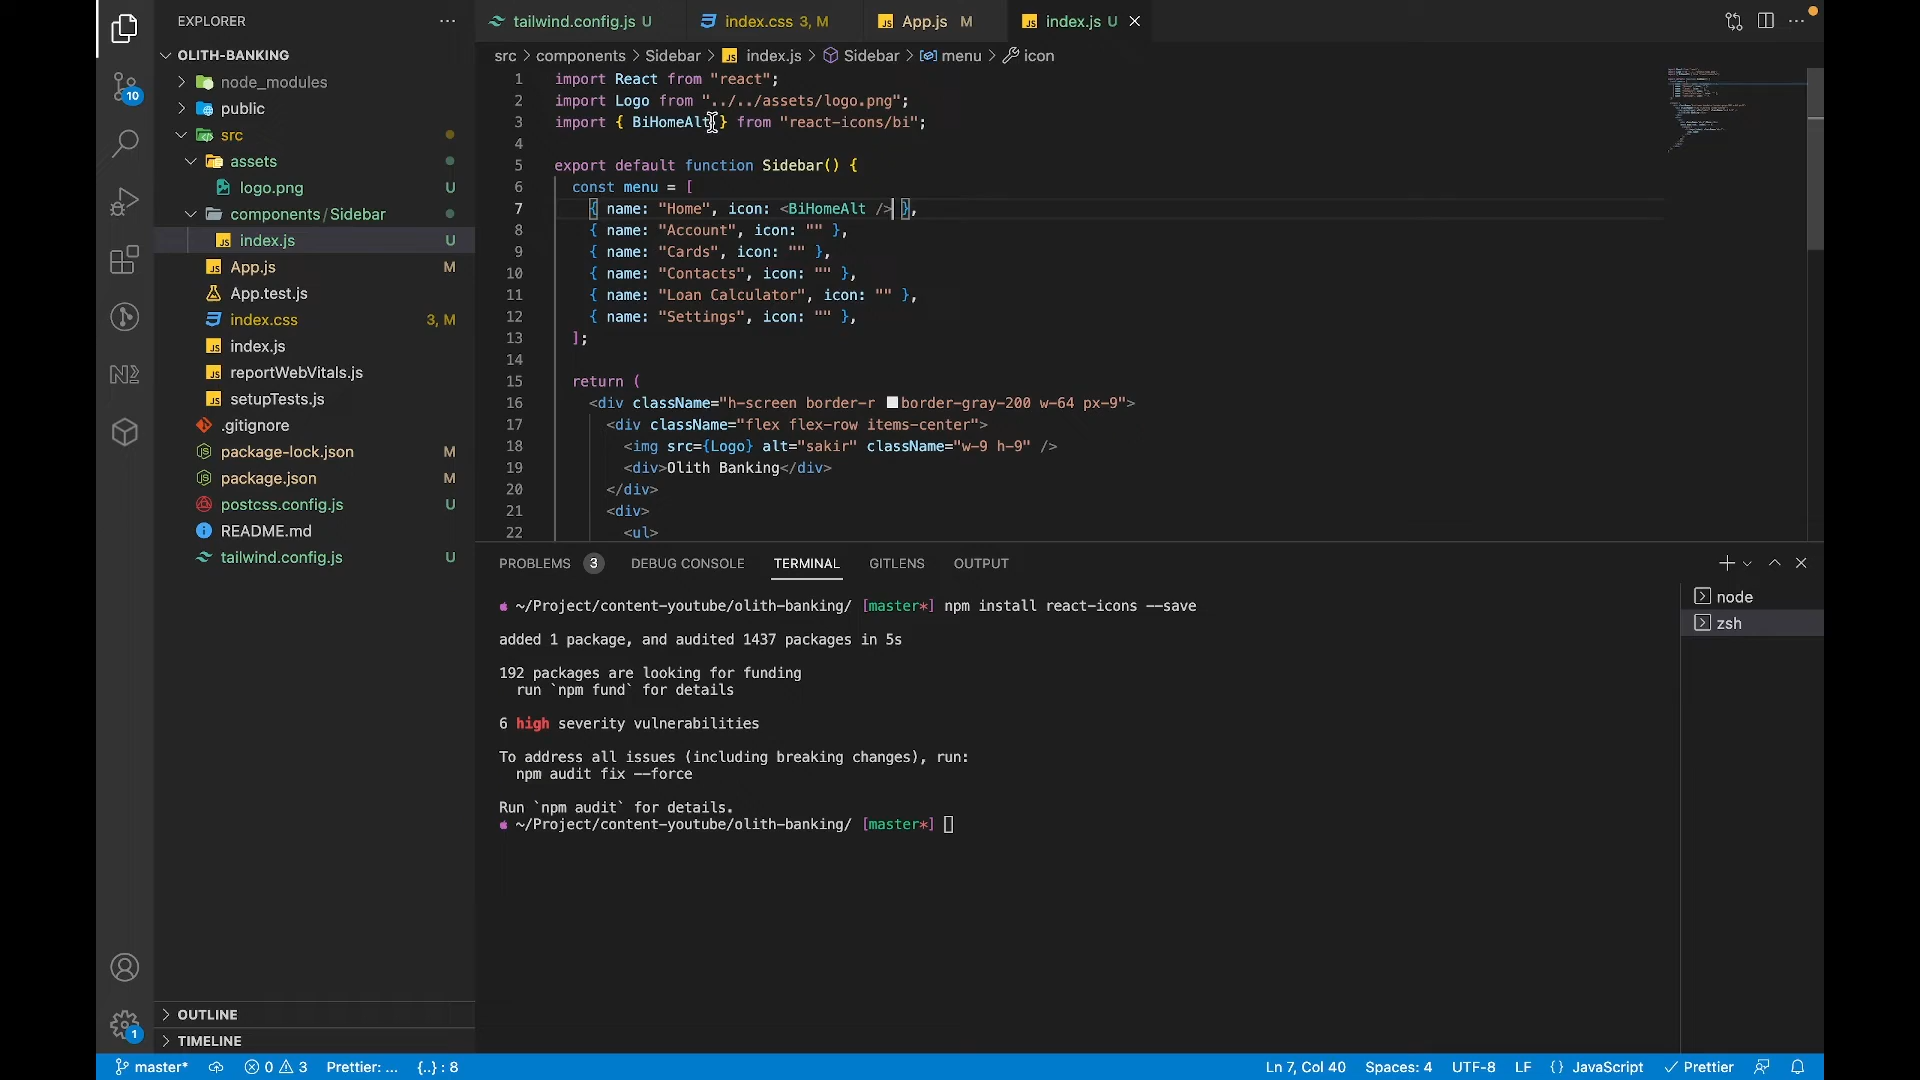 EXPLORER
OLITH-BANKING
node_modules
public
src
assets
logo.png U
components/Sidebar
index.js U
App.js M
App.test.js
index.css 3, M
index.js
reportWebVitals.js
setupTests.js
.gitignore
package-lock.json M
package.json M
postcss.config.js U
README.md
tailwind.config.js U
OUTLINE
TIMELINE
10
1
tailwind.config.js U
index.css 3, M
App.js M
index.js U
src > components > Sidebar > index.js > Sidebar > menu > icon
1 import React from "react";
2 import Logo from "../../assets/logo.png";
3 import { BiHomeAlt } from "react-icons/bi";
4
5 export default function Sidebar() {
6 const menu = [
7 { name: "Home", icon: <BiHomeAlt /> },
8 { name: "Account", icon: "" },
9 { name: "Cards", icon: "" },
10 { name: "Contacts", icon: "" },
11 { name: "Loan Calculator", icon: "" },
12 { name: "Settings", icon: "" },
13 ];
14
15 return (
16 <div className="h-screen border-r border-gray-200 w-64 px-9">
17 <div className="flex flex-row items-center">
18 <img src={Logo} alt="sakir" className="w-9 h-9" />
19 <div>Olith Banking</div>
20 </div>
21 <div>
22 <ul>
PROBLEMS 3 DEBUG CONSOLE TERMINAL GITLENS OUTPUT
~/Project/content-youtube/olith-banking/ [master*] npm install react-icons --save
added 1 package, and audited 1437 packages in 5s
192 packages are looking for funding
run `npm fund` for details
6 high severity vulnerabilities
To address all issues (including breaking changes), run:
npm audit fix --force
Run `npm audit` for details.
~/Project/content-youtube/olith-banking/ [master*]
node
zsh
master* 0 3 Prettier: ... {..} : 8
Ln 7, Col 40 Spaces: 4 UTF-8 LF {} JavaScript Prettier